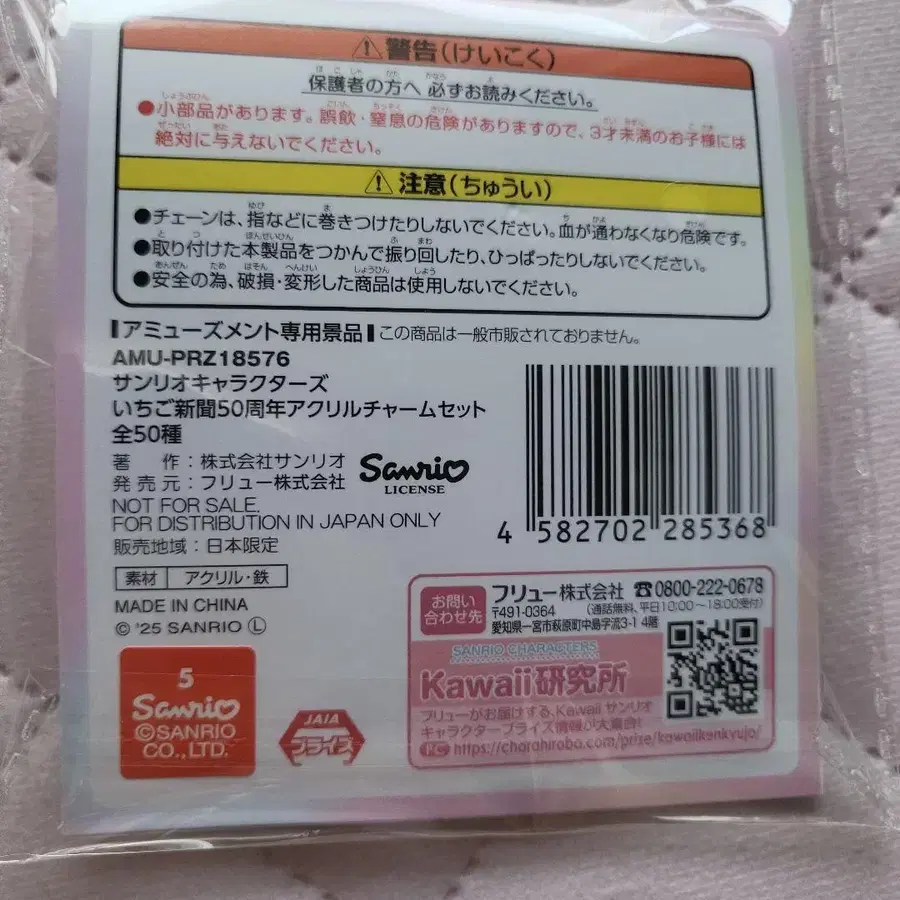 ⚠警告(けいこく)
保護者の方へ 必ずお読みください。
●小部品があります。誤飲・窒息の危険がありますので、3才未満のお子様には
絶対に与えないでください。
⚠注意(ちゅうい)
●チェーンは、指などに巻きつけたりしないでください。血が通わなくなり危険です。
●取り付けた本製品をつかんで振り回したり、ひっぱったりしないでください。
●安全の為、破損・変形した商品は使用しないでください。
┃アミューズメント専用景品┃この商品は一般市販されておりません。
AMU-PRZ18576
サンリオキャラクターズ
いちご新聞50周年アクリルチャームセット
全50種
著 作:株式会社サンリオ
発売元:フリュー株式会社
Sanrio
LICENSE
NOT FOR SALE.
FOR DISTRIBUTION IN JAPAN ONLY
販売地域:日本限定
素材 アクリル・鉄
MADE IN CHINA
© '25 SANRIO Ⓛ
4 582702 285368
5
Sanrio
©SANRIO
CO.,LTD.
JAIA
プライズ
お問い
合わせ先
フリュー株式会社 ☎0800-222-0678
〒491-0364 (通話無料、平日10:00～18:00受付)
愛知県一宮市萩原町中島字流3-1 4階
SANRIO CHARACTERS
Kawaii研究所
フリューがお届けする、Kawaii サンリオ
キャラクタープライズ情報が大集合!
PC https://charahiroba.com/prize/kawaiikenkyujo/